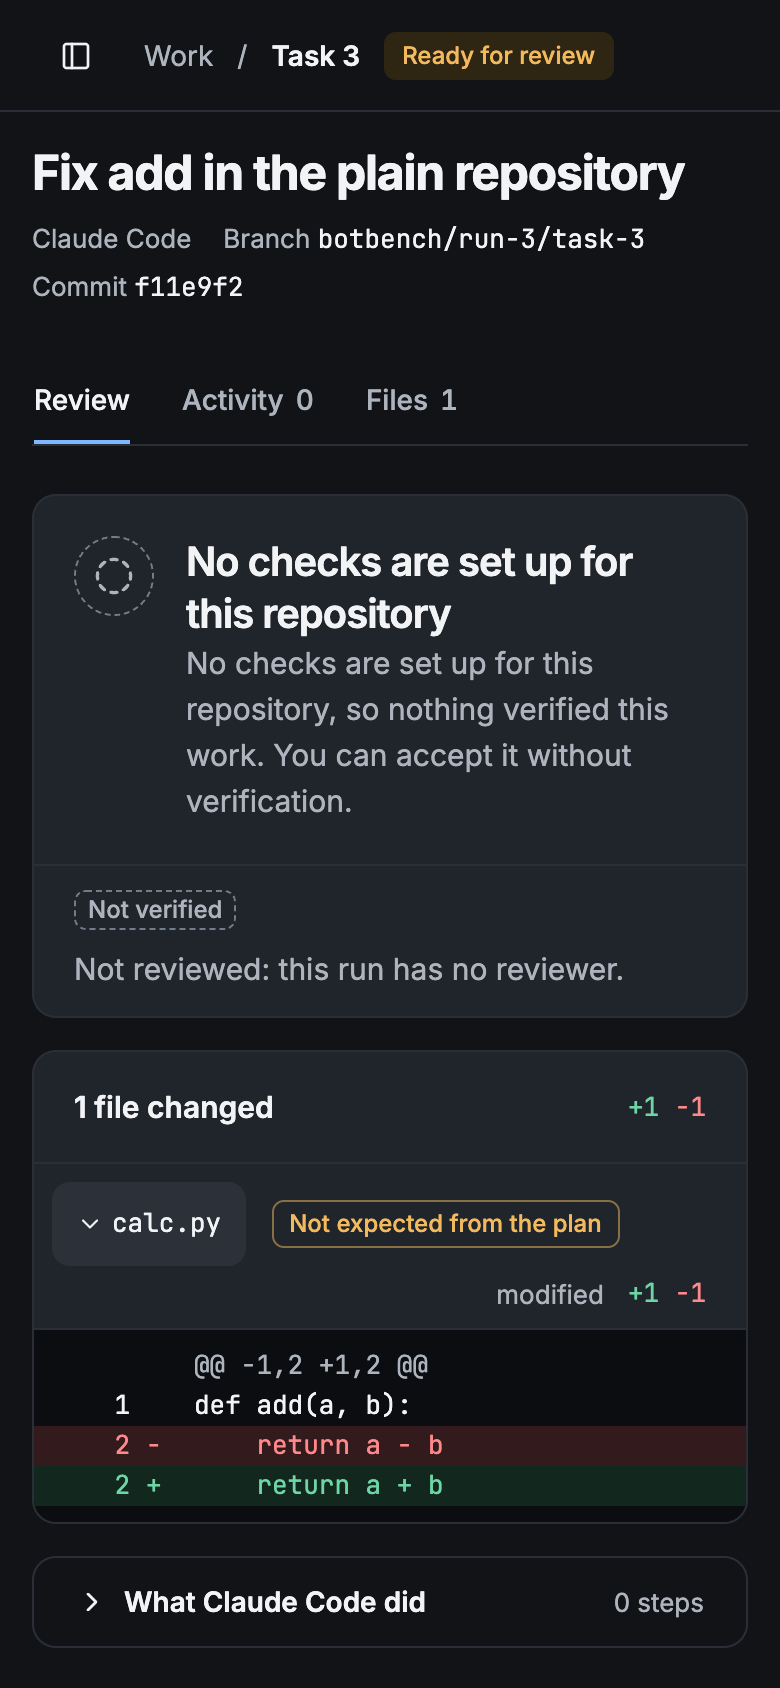 Work / Task 3 Ready for review
Fix add in the plain repository
Claude Code Branch botbench/run-3/task-3
Commit f11e9f2
Review Activity 0 Files 1
No checks are set up for
this repository
No checks are set up for this
repository, so nothing verified this
work. You can accept it without
verification.
Not verified
Not reviewed: this run has no reviewer.
1 file changed +1 -1
calc.py Not expected from the plan
modified +1 -1
@@ -1,2 +1,2 @@
1 def add(a, b):
2 - return a - b
2 + return a + b
What Claude Code did 0 steps